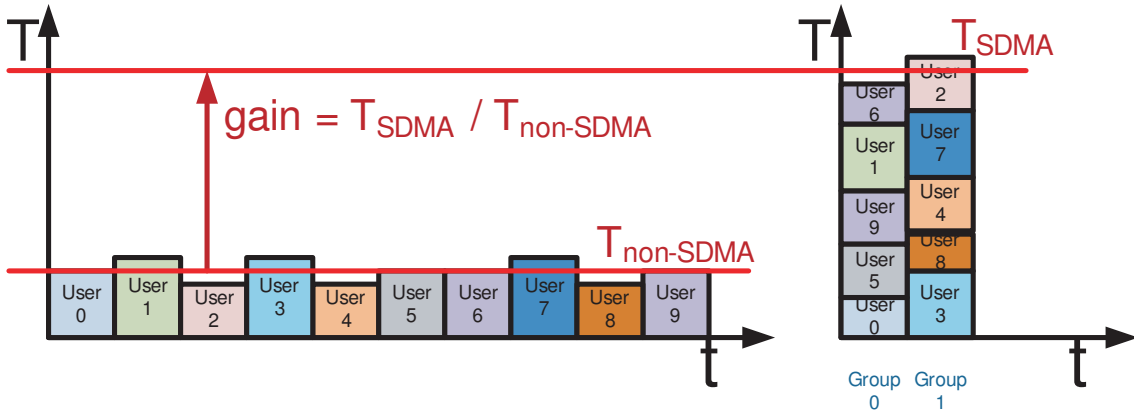 T
gain = T_SDMA / T_non-SDMA
T_non-SDMA
User
0
User
1
User
2
User
3
User
4
User
5
User
6
User
7
User
8
User
9
t
T
T_SDMA
User
6
User
1
User
9
User
5
User
0
User
2
User
7
User
4
User
8
User
3
t
Group
0
Group
1